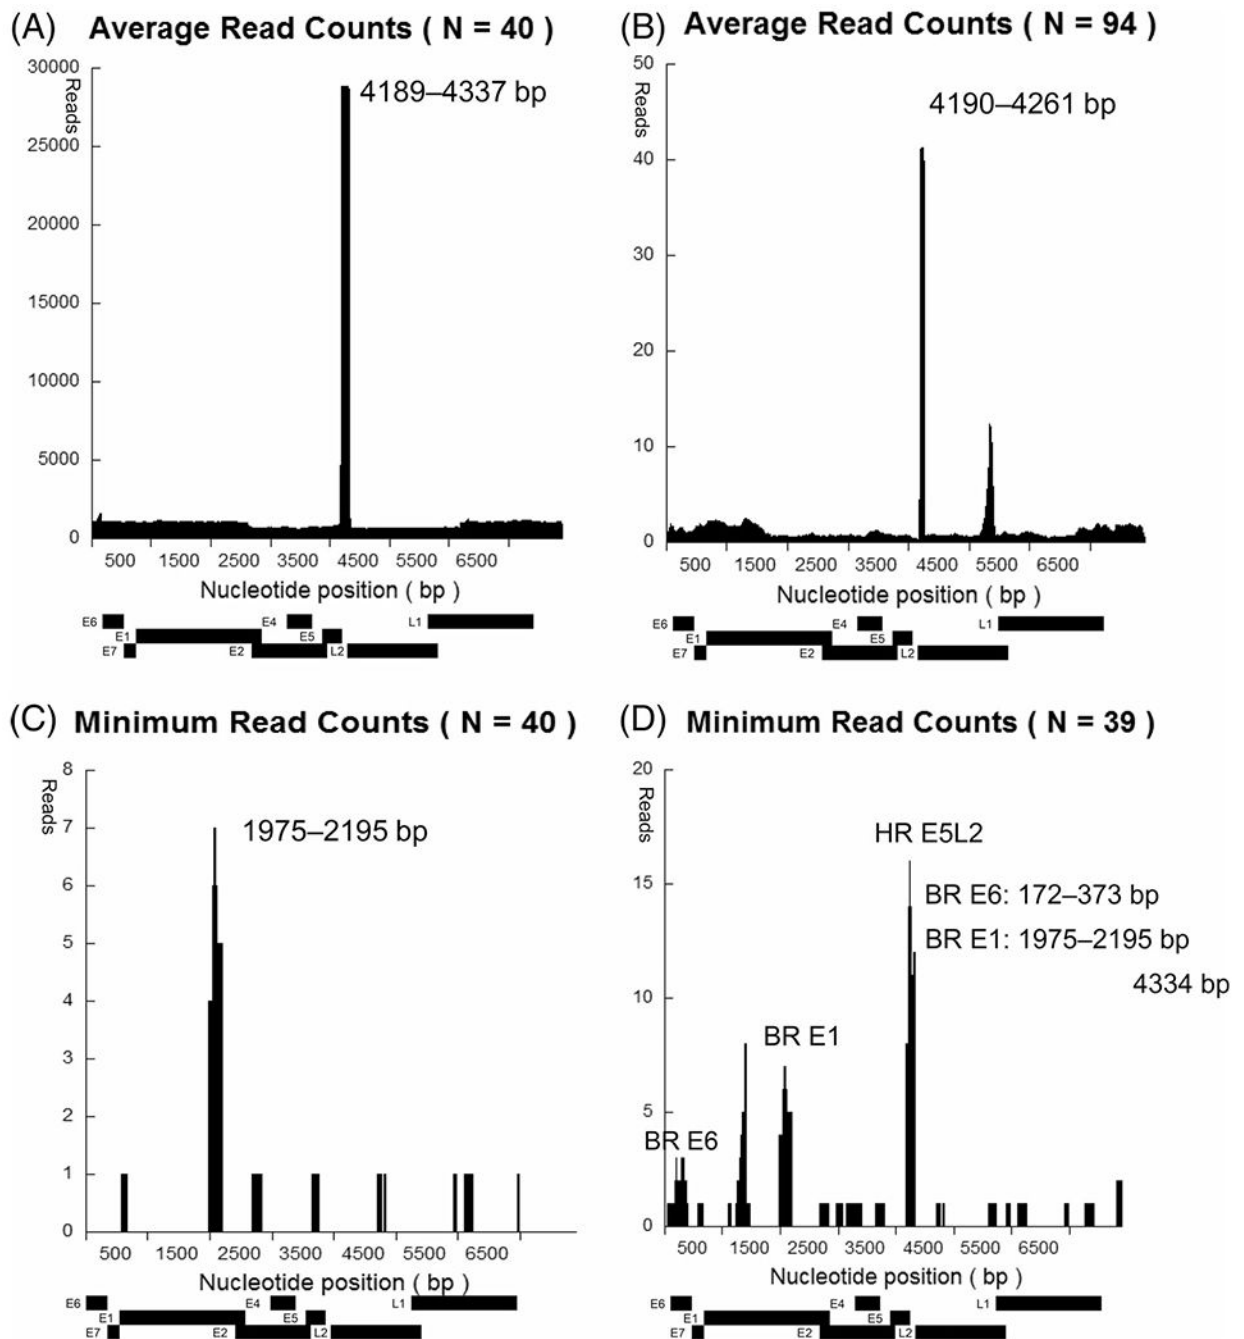 (A) Average Read Counts ( N = 40 )
30000
Reads
4189–4337 bp
25000
20000
15000
10000
5000
0
500 1500 2500 3500 4500 5500 6500
Nucleotide position ( bp )
E6 E4 L1
E1 E5
E7 E2 L2
(B) Average Read Counts ( N = 94 )
50
Reads
4190–4261 bp
40
30
20
10
0
500 1500 2500 3500 4500 5500 6500
Nucleotide position ( bp )
E6 E4 L1
E1 E5
E7 E2 L2
(C) Minimum Read Counts ( N = 40 )
8
Reads
7
1975–2195 bp
6
5
4
3
2
1
0
500 1500 2500 3500 4500 5500 6500
Nucleotide position ( bp )
E6 E4 L1
E1 E5
E7 E2 L2
(D) Minimum Read Counts ( N = 39 )
20
Reads
HR E5L2
15
BR E6: 172–373 bp
BR E1: 1975–2195 bp
4334 bp
10
BR E1
5
BR E6
0
500 1500 2500 3500 4500 5500 6500
Nucleotide position ( bp )
E6 E4 L1
E1 E5
E7 E2 L2